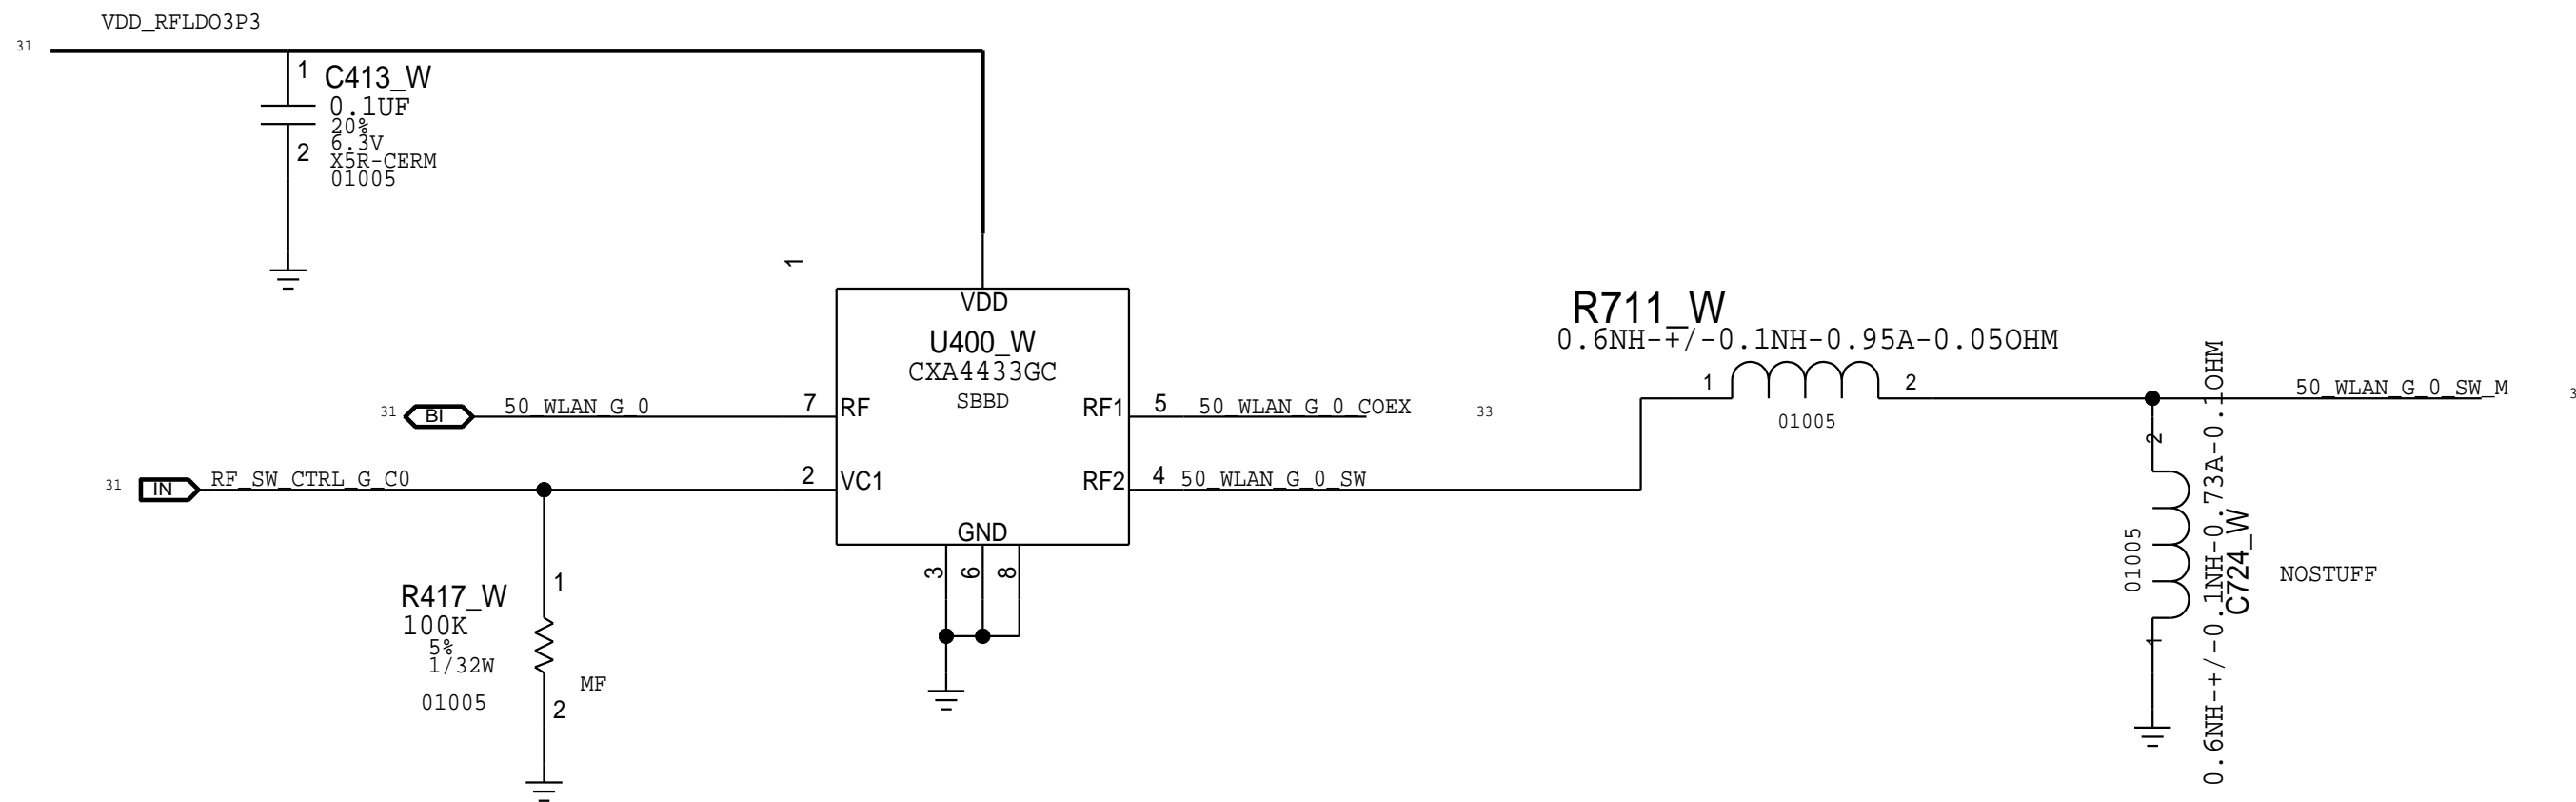 VDD_RFLDO3P3
31
1
C413_W
0.1UF
20%
6.3V
2
X5R-CERM
01005
1
VDD
U400_W
CXA4433GC
SBBD
31
BI
50_WLAN_G_0
7
RF
RF1
5
50_WLAN_G_0_COEX
33
31
IN
RF_SW_CTRL_G_C0
2
VC1
RF2
4
50_WLAN_G_0_SW
GND
3
6
8
R417_W
100K
5%
1/32W
01005
1
MF
2
R711_W
0.6NH-+/-0.1NH-0.95A-0.05OHM
1
2
01005
50_WLAN_G_0_SW_M
3
2
01005
1
0.6NH-+/-0.1NH-0.73A-0.1OHM
C724_W
NOSTUFF